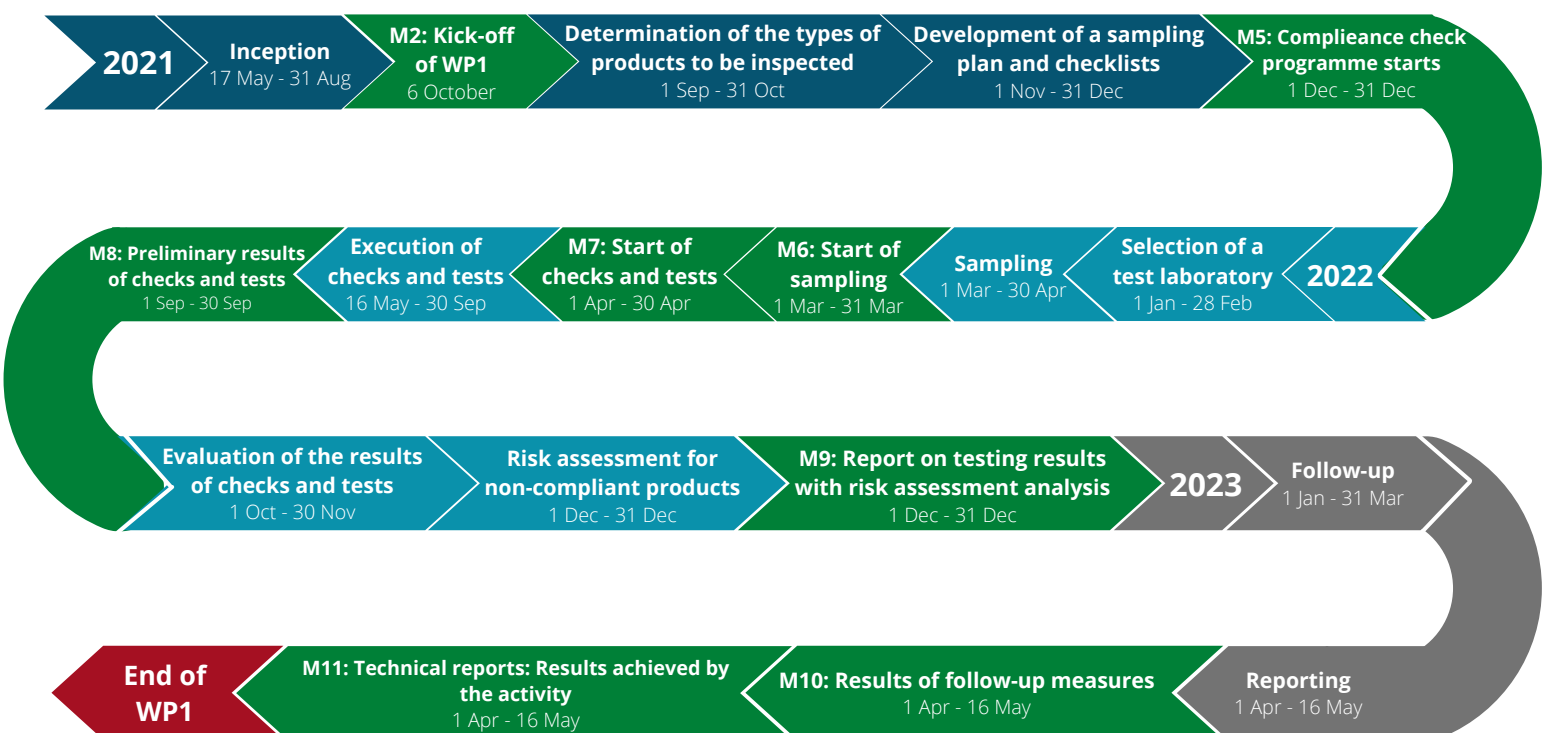 2021
Inception
17 May - 31 Aug
M2: Kick-off
of WP1
6 October
Determination of the types of
products to be inspected
1 Sep - 31 Oct
Development of a sampling
plan and checklists
1 Nov - 31 Dec
M5: Complieance check
programme starts
1 Dec - 31 Dec
2022
Selection of a
test laboratory
1 Jan - 28 Feb
Sampling
1 Mar - 30 Apr
M6: Start of
sampling
1 Mar - 31 Mar
M7: Start of
checks and tests
1 Apr - 30 Apr
Execution of
checks and tests
16 May - 30 Sep
M8: Preliminary results
of checks and tests
1 Sep - 30 Sep
Evaluation of the results
of checks and tests
1 Oct - 30 Nov
Risk assessment for
non-compliant products
1 Dec - 31 Dec
M9: Report on testing results
with risk assessment analysis
1 Dec - 31 Dec
2023
Follow-up
1 Jan - 31 Mar
Reporting
1 Apr - 16 May
M10: Results of follow-up measures
1 Apr - 16 May
M11: Technical reports: Results achieved by
the activity
1 Apr - 16 May
End of
WP1